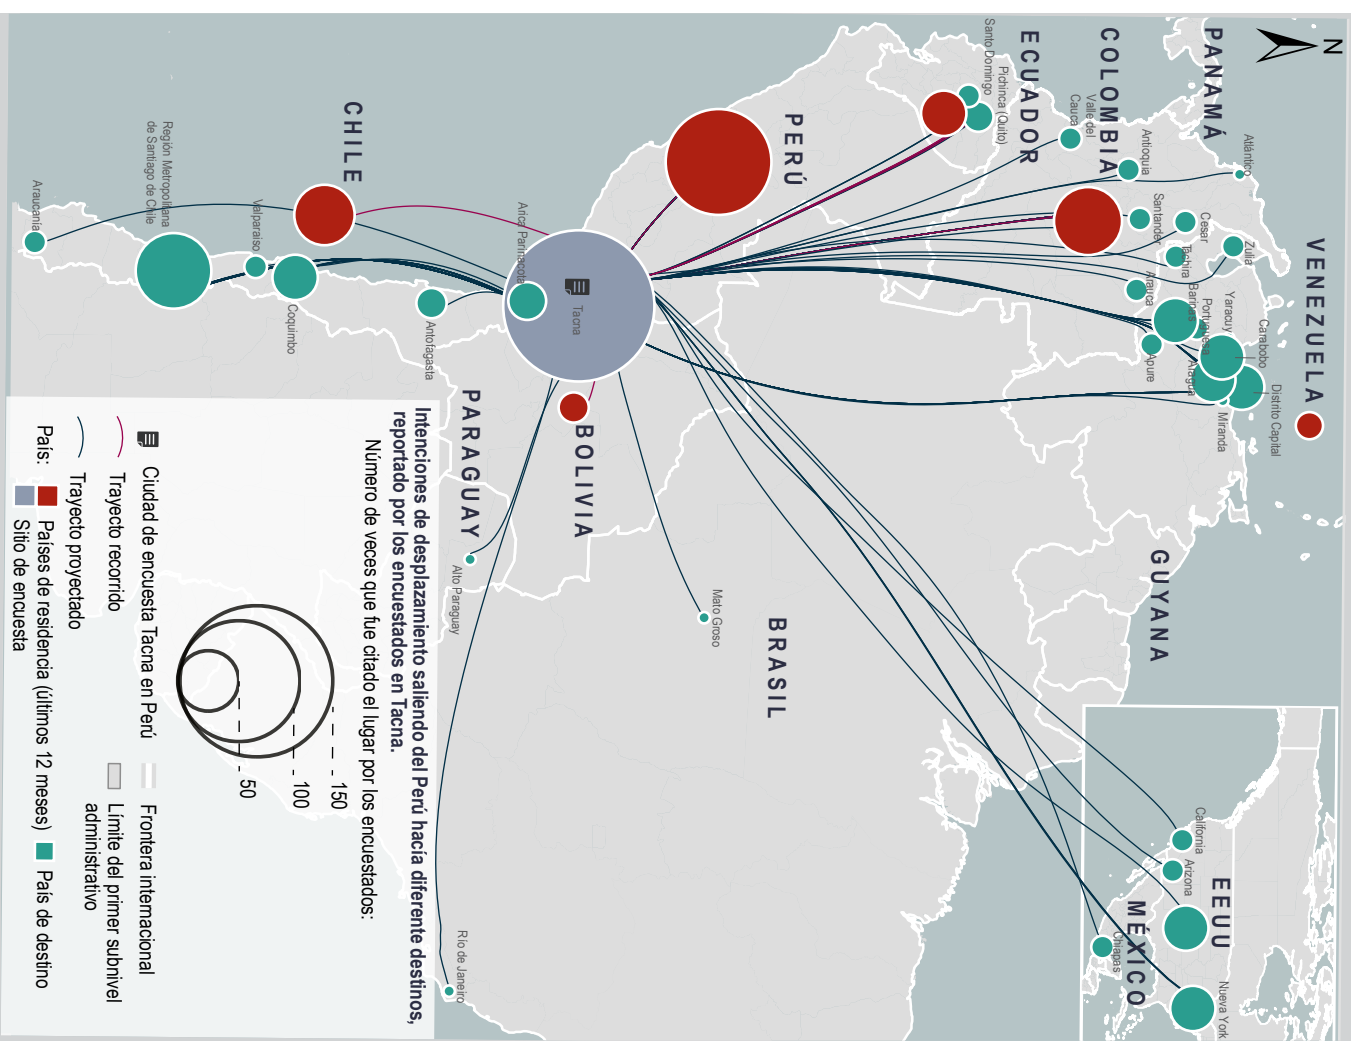 N
PANAMÁ
COLOMBIA
ECUADOR
VENEZUELA
GUYANA
PERÚ
BRASIL
BOLIVIA
PARAGUAY
CHILE
EEUU
MÉXICO
Atlántico
Antioquia
Valle del
Cauca
Pichinca (Quito)
Santo Domingo
Zulia
Cesar
Santander
Táchira
Arauca
Barinas
Portuguesa
Yaracuy
Carabobo
Distrito Capital
Aragua
Miranda
Apure
Tacna
Arica Parinacota
Antofagasta
Coquimbo
Valparaiso
Región Metropolitana
de Santiago de Chile
Araucanía
Mato Groso
Alto Paraguay
Río de Janeiro
California
Arizona
Chiapas
Nueva York
Intenciones de desplazamiento saliendo del Perú hacía diferente destinos,
reportado por los encuestados en Tacna.
Número de veces que fue citado el lugar por los encuestados:
150
100
50
Ciudad de encuesta Tacna en Perú
Frontera internacional
Trayecto recorrido
Límite del primer subnivel
administrativo
Trayecto proyectado
País:
Países de residencia (últimos 12 meses)
País de destino
Sitio de encuesta